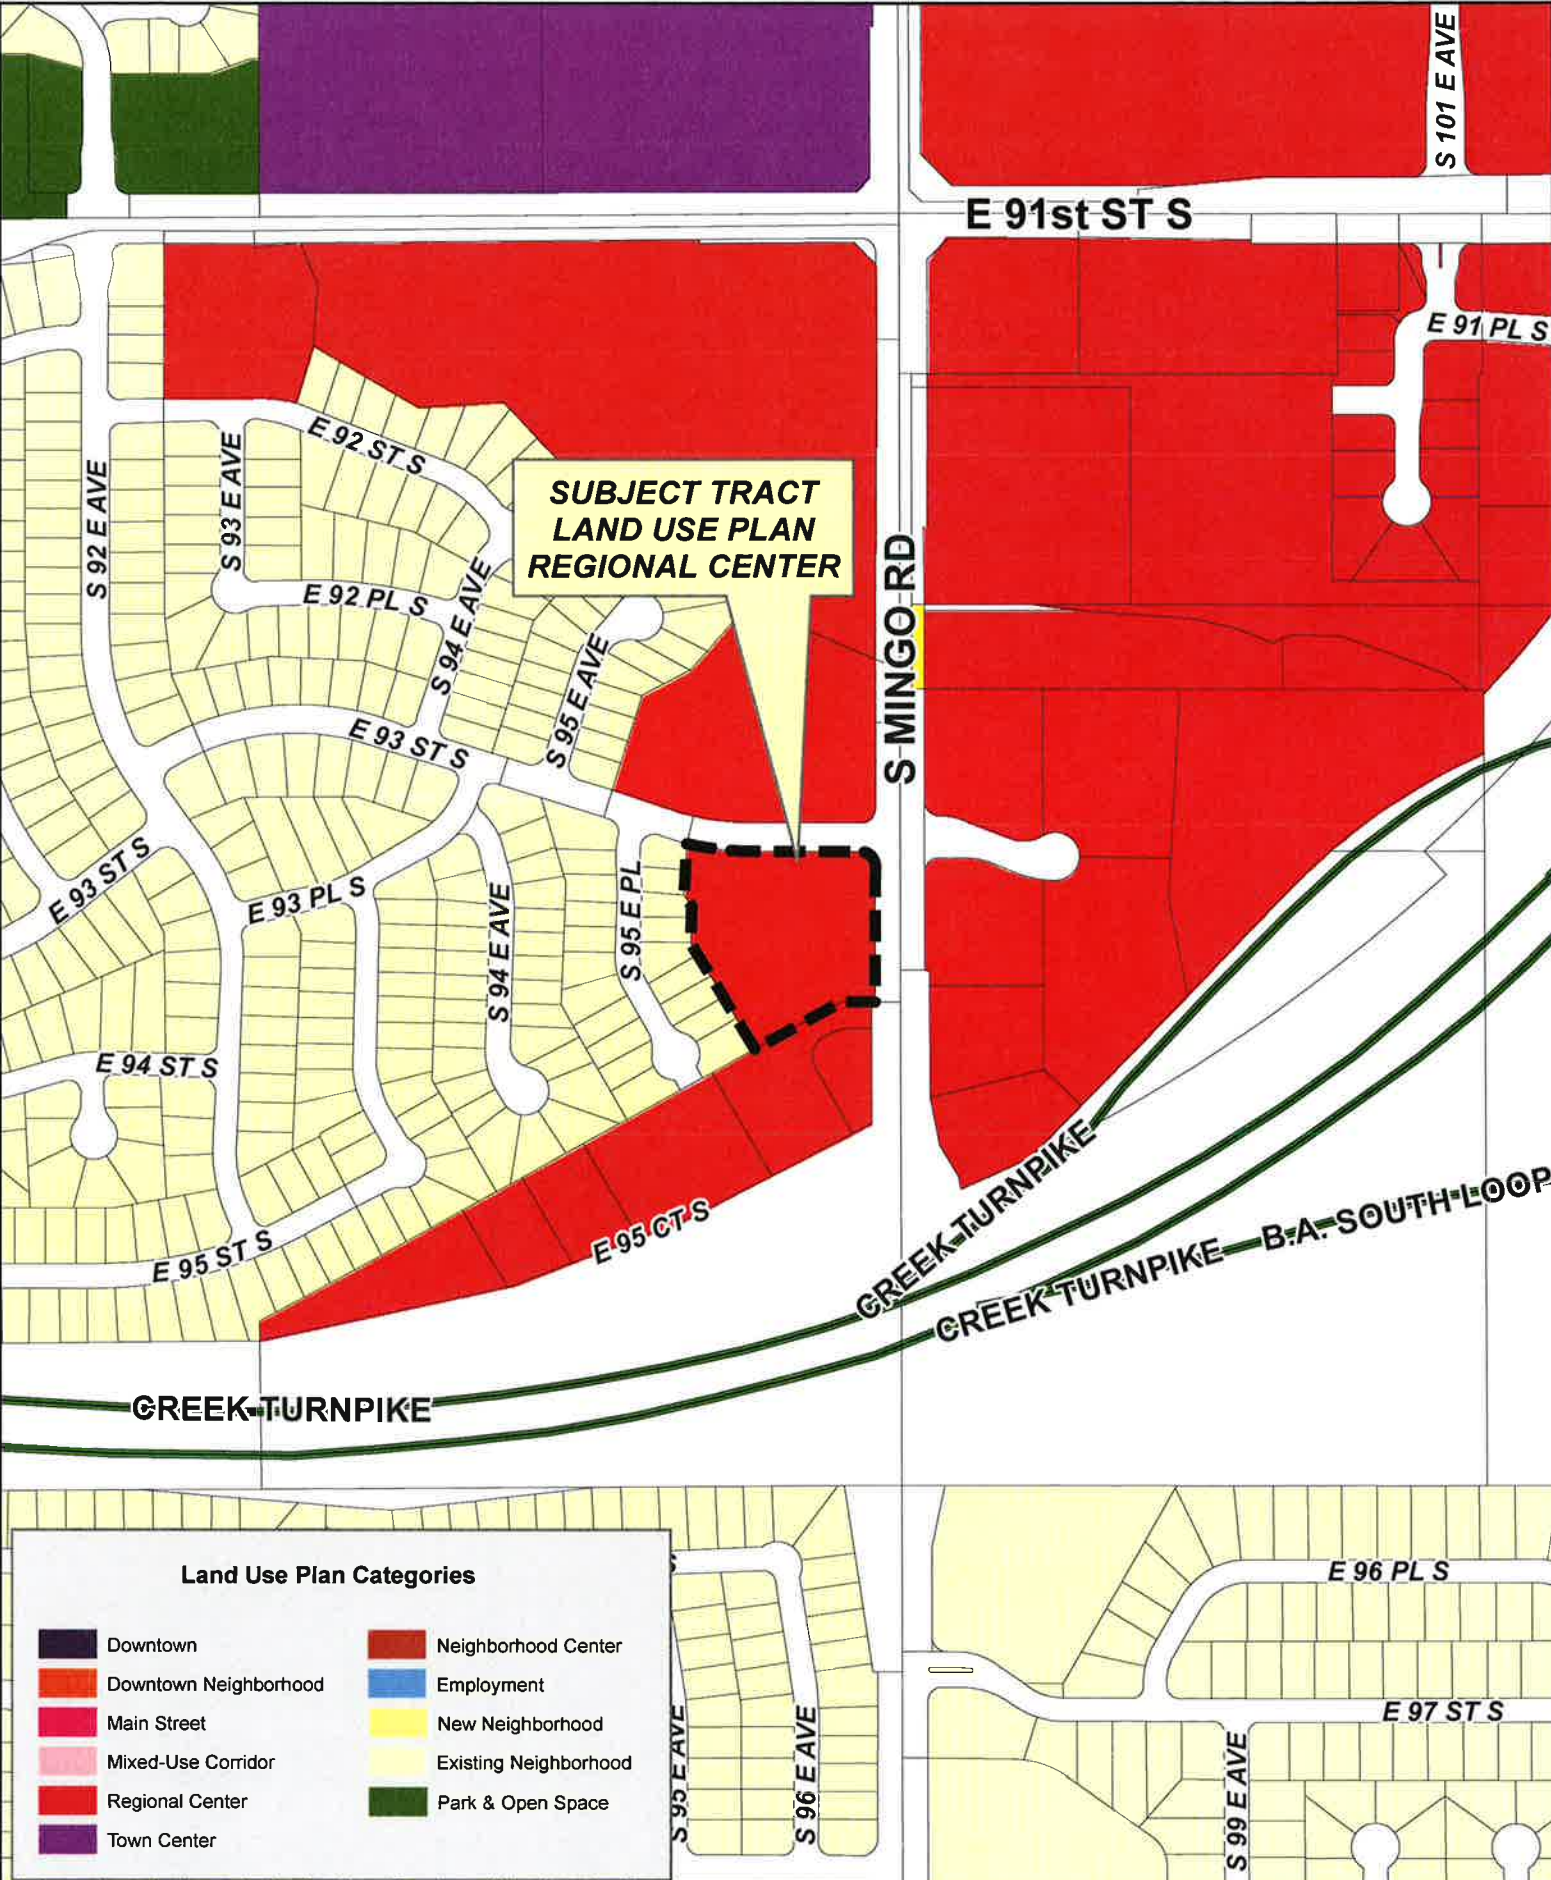 S 101 E AVE
E 91st ST S
E 91 PL S
E 92 ST S
S 93 E AVE
S 92 E AVE
SUBJECT TRACT
LAND USE PLAN
REGIONAL CENTER
S MINGO RD
E 92 PL S
S 94 E AVE
S 95 E AVE
E 93 ST S
E 93 ST S
E 93 PL S
S 94 E AVE
S 95 E PL
E 94 ST S
E 95 ST S
E 95 CT S
CREEK TURNPIKE
CREEK TURNPIKE
B.A. SOUTH LOOP
CREEK TURNPIKE
E 96 PL S
E 97 ST S
S 95 E AVE
S 96 E AVE
S 99 E AVE
Land Use Plan Categories
Downtown
Downtown Neighborhood
Main Street
Mixed-Use Corridor
Regional Center
Town Center
Neighborhood Center
Employment
New Neighborhood
Existing Neighborhood
Park & Open Space